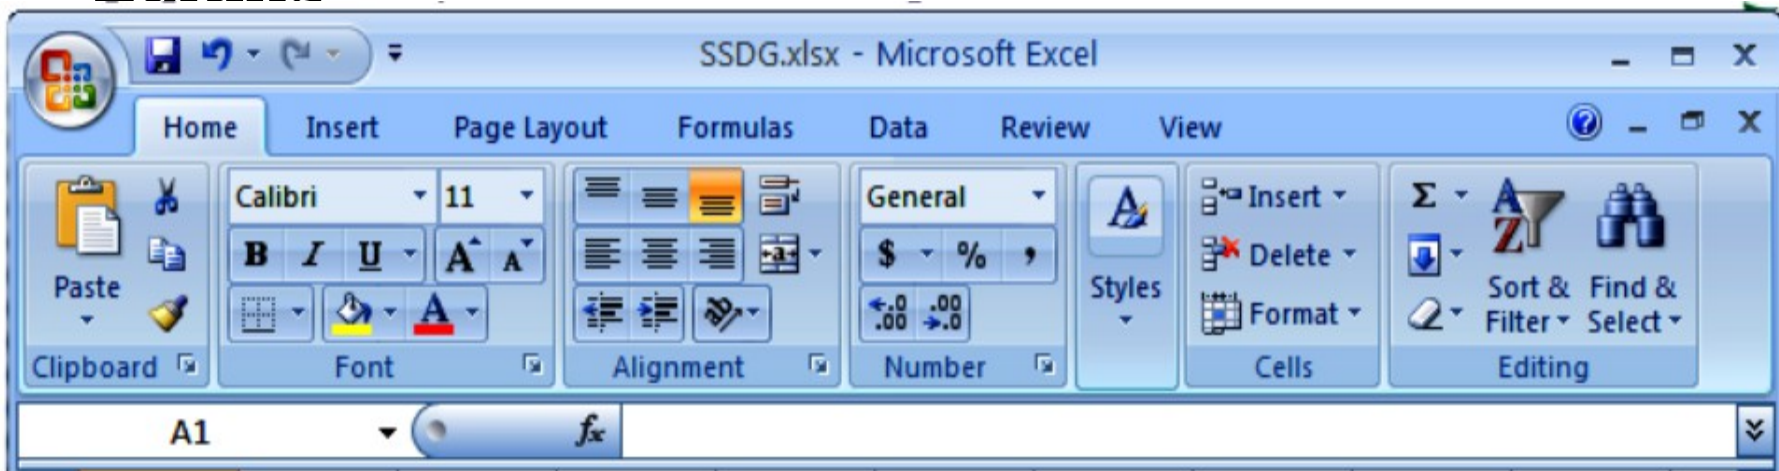 SSDG.xlsx - Microsoft Excel
Home Insert Page Layout Formulas Data Review View
Calibri 11 General Insert
B I U A A $ % , Delete
Paste Styles Sort & Find &
A Format Filter Select
Clipboard Font Alignment Number Cells Editing
A1 fx